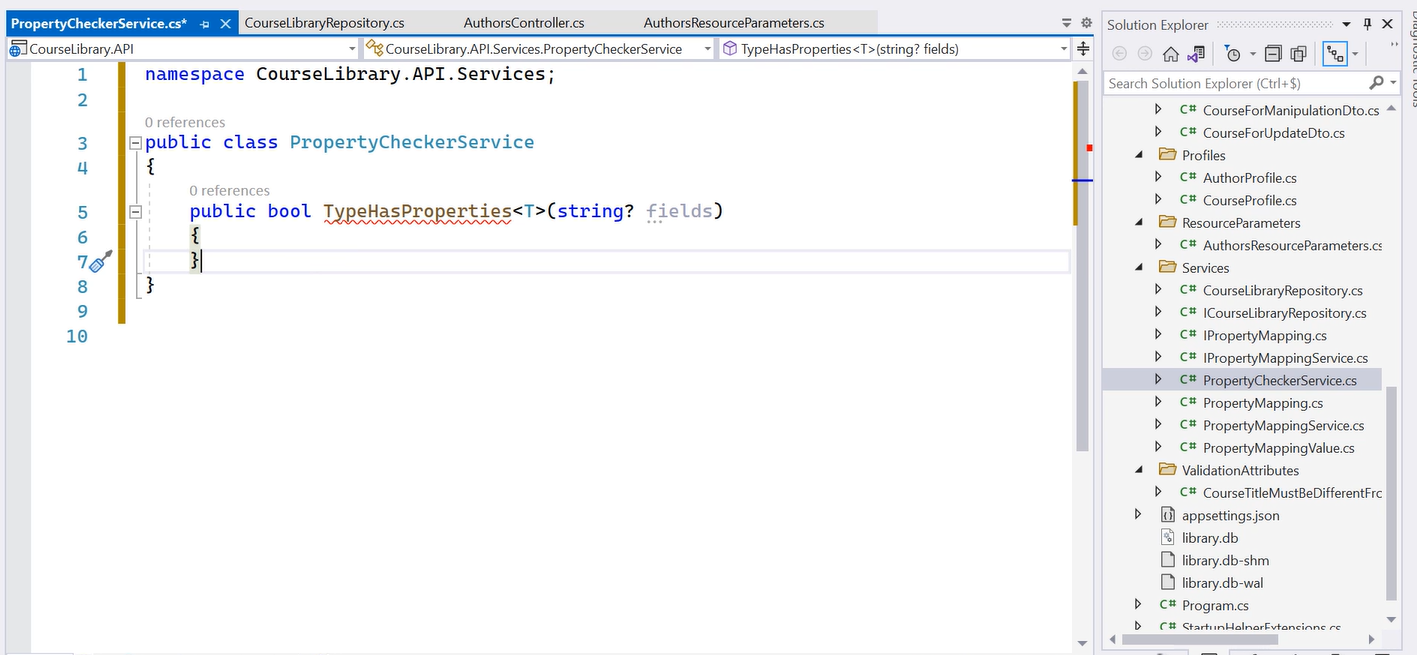 PropertyCheckerService.cs*
CourseLibraryRepository.cs
AuthorsController.cs
AuthorsResourceParameters.cs
CourseLibrary.API
CourseLibrary.API.Services.PropertyCheckerService
TypeHasProperties<T>(string? fields)
1 namespace CourseLibrary.API.Services;
2
0 references
3 public class PropertyCheckerService
4 {
0 references
5 public bool TypeHasProperties<T>(string? fields)
6 {
7 }
8 }
9
10
Solution Explorer
Search Solution Explorer (Ctrl+$)
C# CourseForManipulationDto.cs
C# CourseForUpdateDto.cs
Profiles
C# AuthorProfile.cs
C# CourseProfile.cs
ResourceParameters
C# AuthorsResourceParameters.cs
Services
C# CourseLibraryRepository.cs
C# ICourseLibraryRepository.cs
C# IPropertyMapping.cs
C# IPropertyMappingService.cs
C# PropertyCheckerService.cs
C# PropertyMapping.cs
C# PropertyMappingService.cs
C# PropertyMappingValue.cs
ValidationAttributes
C# CourseTitleMustBeDifferentFrc
appsettings.json
library.db
library.db-shm
library.db-wal
C# Program.cs
C# StartupHelperExtensions.cs
Diagnostic Tools